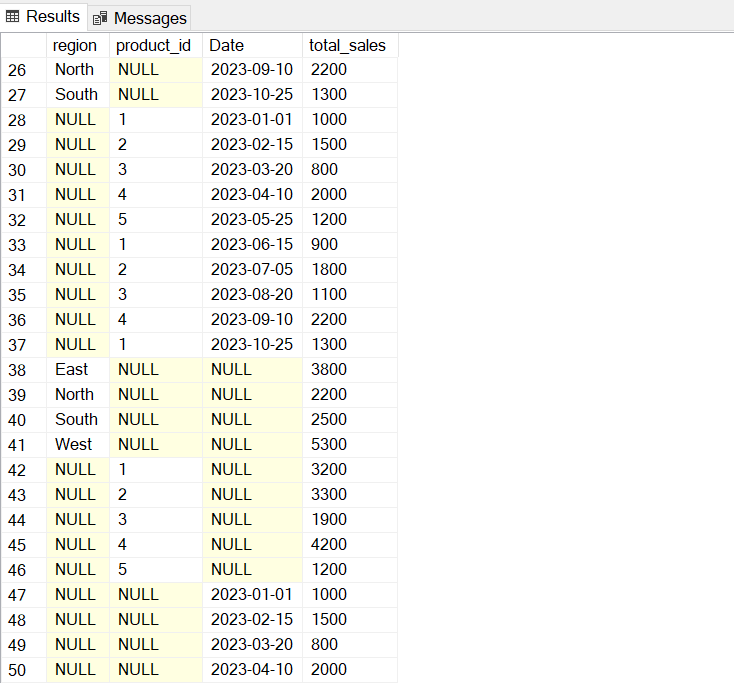 Results Messages
region product_id Date total_sales
26 North NULL 2023-09-10 2200
27 South NULL 2023-10-25 1300
28 NULL 1 2023-01-01 1000
29 NULL 2 2023-02-15 1500
30 NULL 3 2023-03-20 800
31 NULL 4 2023-04-10 2000
32 NULL 5 2023-05-25 1200
33 NULL 1 2023-06-15 900
34 NULL 2 2023-07-05 1800
35 NULL 3 2023-08-20 1100
36 NULL 4 2023-09-10 2200
37 NULL 1 2023-10-25 1300
38 East NULL NULL 3800
39 North NULL NULL 2200
40 South NULL NULL 2500
41 West NULL NULL 5300
42 NULL 1 NULL 3200
43 NULL 2 NULL 3300
44 NULL 3 NULL 1900
45 NULL 4 NULL 4200
46 NULL 5 NULL 1200
47 NULL NULL 2023-01-01 1000
48 NULL NULL 2023-02-15 1500
49 NULL NULL 2023-03-20 800
50 NULL NULL 2023-04-10 2000